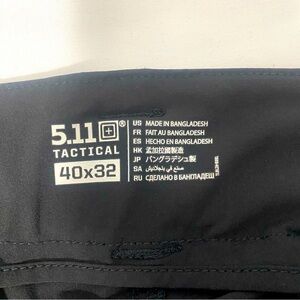 5.11®
TACTICAL
40x32
US MADE IN BANGLADESH
FR FAIT AU BANGLADESH
ES HECHO EN BANGLADESH
HK 孟加拉國製造
JP バングラデシュ製
SA صنع في بنجلاديش
RU СДЕЛАНО В БАНГЛАДЕШ